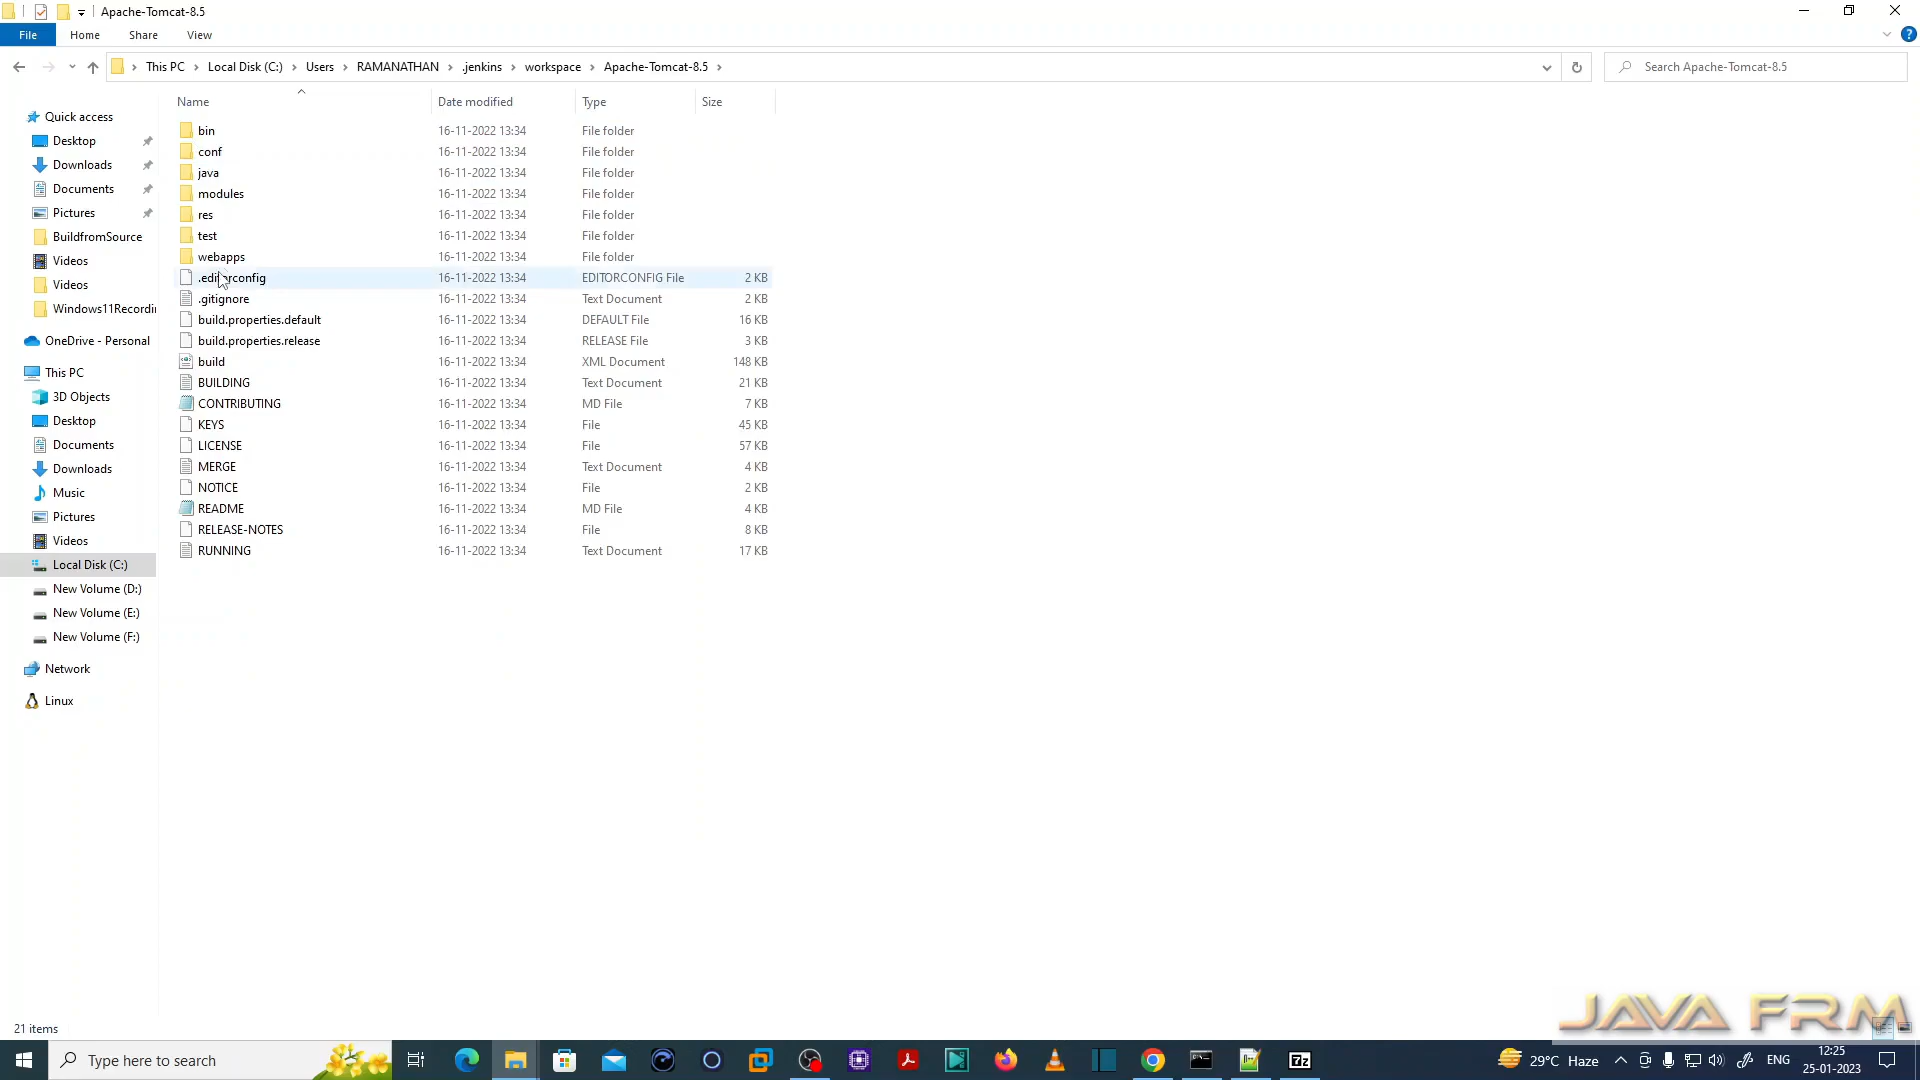 Apache-Tomcat-8.5
File Home Share View
This PC Local Disk (C:) Users RAMANATHAN .jenkins workspace Apache-Tomcat-8.5
Search Apache-Tomcat-8.5
Name Date modified Type Size
Quick access
Desktop
Downloads
Documents
Pictures
BuildfromSource
Videos
Videos
Windows11Recordin
OneDrive - Personal
This PC
3D Objects
Desktop
Documents
Downloads
Music
Pictures
Videos
Local Disk (C:)
New Volume (D:)
New Volume (E:)
New Volume (F:)
Network
Linux
bin 16-11-2022 13:34 File folder
conf 16-11-2022 13:34 File folder
java 16-11-2022 13:34 File folder
modules 16-11-2022 13:34 File folder
res 16-11-2022 13:34 File folder
test 16-11-2022 13:34 File folder
webapps 16-11-2022 13:34 File folder
.editorconfig 16-11-2022 13:34 EDITORCONFIG File 2 KB
.gitignore 16-11-2022 13:34 Text Document 2 KB
build.properties.default 16-11-2022 13:34 DEFAULT File 16 KB
build.properties.release 16-11-2022 13:34 RELEASE File 3 KB
build 16-11-2022 13:34 XML Document 148 KB
BUILDING 16-11-2022 13:34 Text Document 21 KB
CONTRIBUTING 16-11-2022 13:34 MD File 7 KB
KEYS 16-11-2022 13:34 File 45 KB
LICENSE 16-11-2022 13:34 File 57 KB
MERGE 16-11-2022 13:34 Text Document 4 KB
NOTICE 16-11-2022 13:34 File 2 KB
README 16-11-2022 13:34 MD File 4 KB
RELEASE-NOTES 16-11-2022 13:34 File 8 KB
RUNNING 16-11-2022 13:34 Text Document 17 KB
JAVA FRM
21 items
Type here to search
7z
29°C Haze
ENG
12:25
25-01-2023